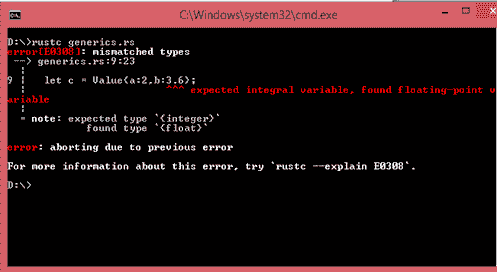 C:\Windows\system32\cmd.exe
D:\>rustc generics.rs
error[E0308]: mismatched types
--> generics.rs:9:23
9 | let c = Value{a:2,b:3.6};
^^^ expected integral variable, found floating-point v
ariable
= note: expected type `{integer}`
found type `{float}`
error: aborting due to previous error
For more information about this error, try `rustc --explain E0308`.
D:\>